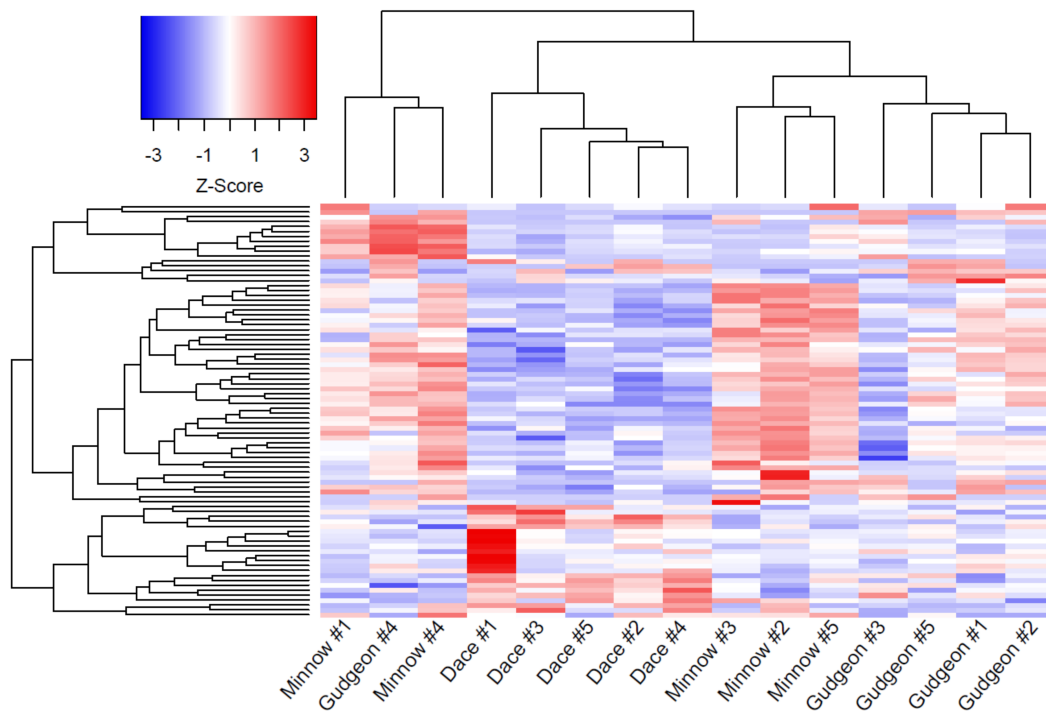 -3 -1 1 3
Z-Score
Minnow #1
Gudgeon #4
Minnow #4
Dace #1
Dace #3
Dace #5
Dace #2
Dace #4
Minnow #3
Minnow #2
Minnow #5
Gudgeon #3
Gudgeon #5
Gudgeon #1
Gudgeon #2